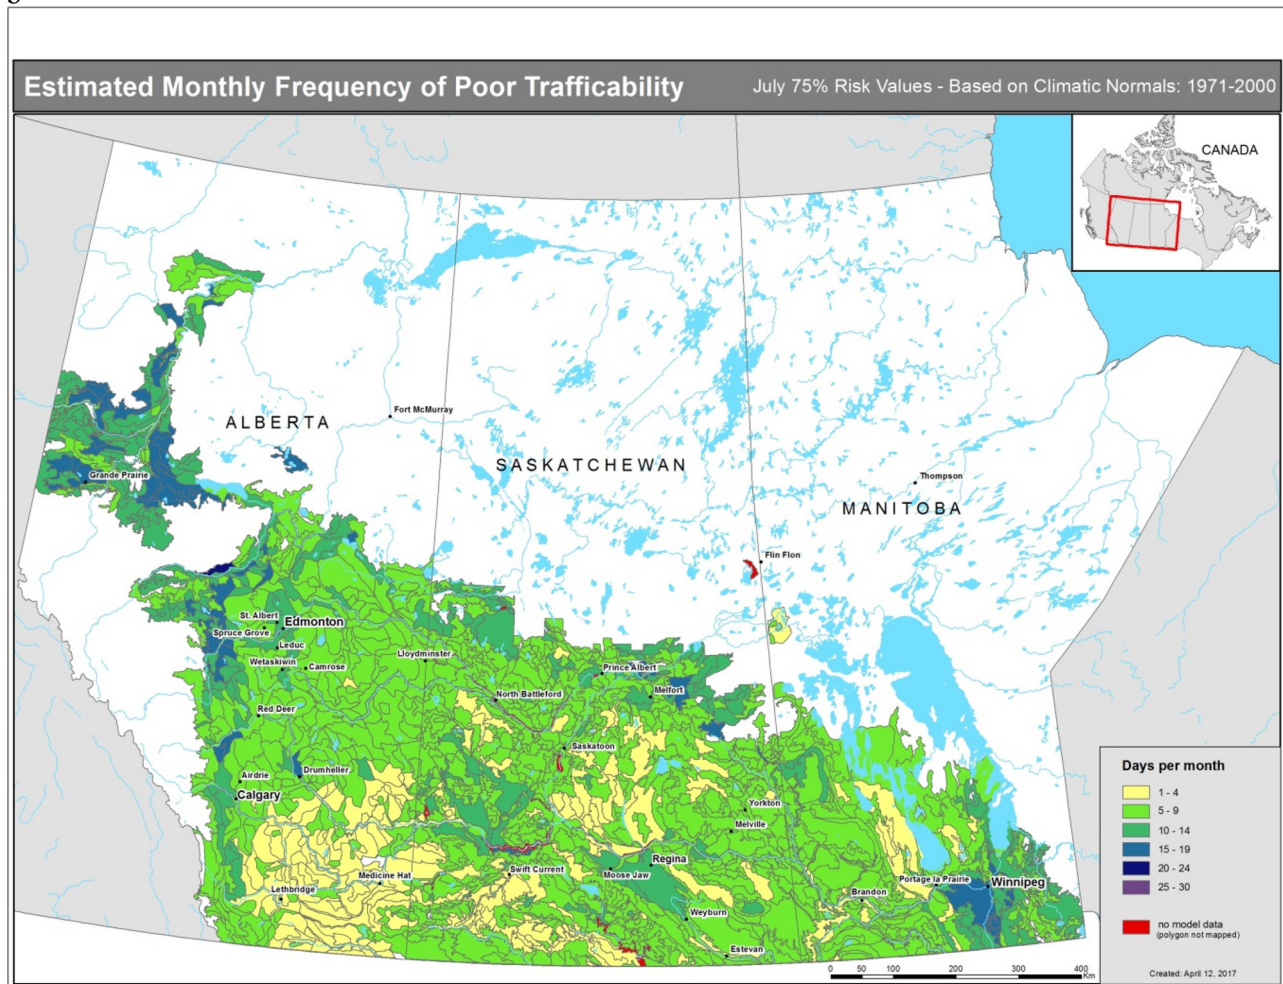 Estimated Monthly Frequency of Poor Trafficability
July 75% Risk Values - Based on Climatic Normals: 1971-2000
CANADA
ALBERTA
Fort McMurray
SASKATCHEWAN
Grande Prairie
Thompson
MANITOBA
Flin Flon
St. Albert
Edmonton
Spruce Grove
Leduc
Wetaskiwin
Camrose
Lloydminster
Prince Albert
North Battleford
Melfort
Red Deer
Saskatoon
Airdrie
Drumheller
Calgary
Yorkton
Melville
Regina
Swift Current
Moose Jaw
Medicine Hat
Lethbridge
Brandon
Portage la Prairie
Winnipeg
Weyburn
Estevan
Days per month
1 - 4
5 - 9
10 - 14
15 - 19
20 - 24
25 - 30
no model data
(polygon not mapped)
0 50 100 200 300 400
Km
Created: April 12, 2017